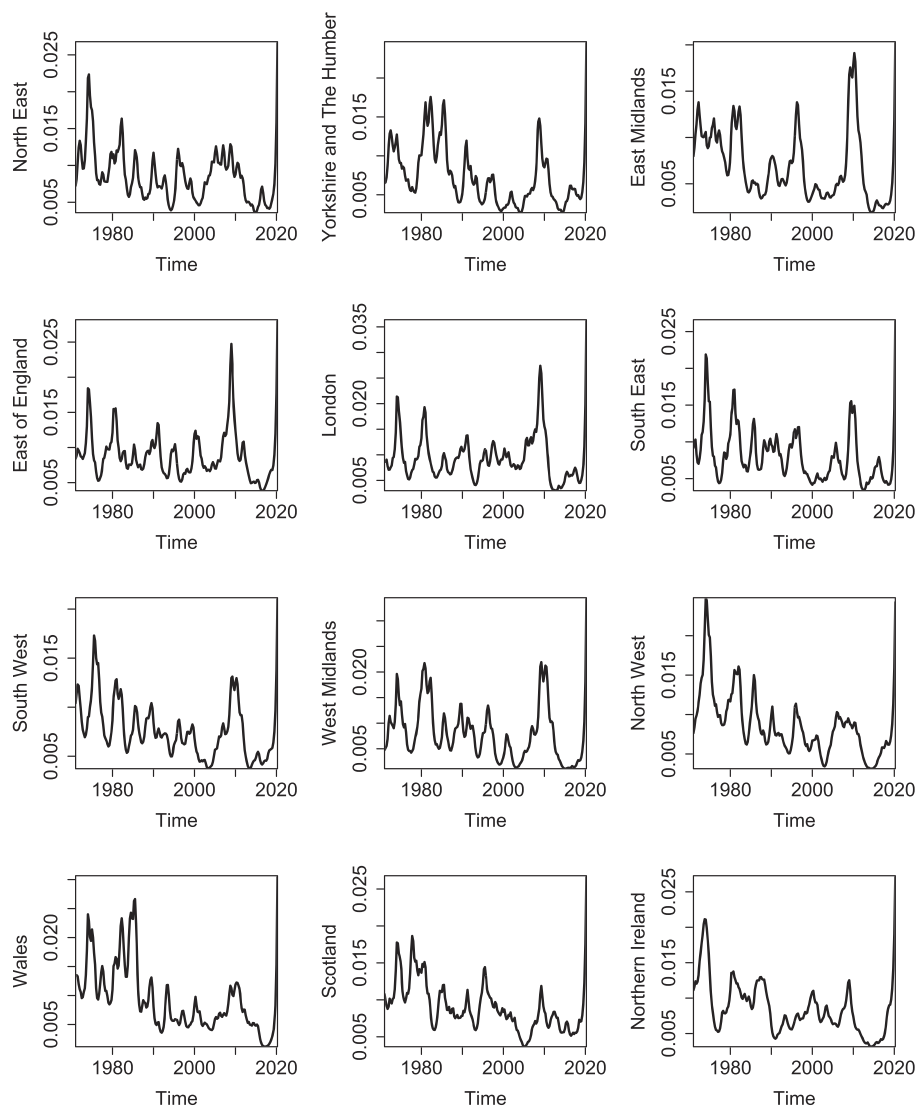 North East
0.005 0.015 0.025
1980 2000 2020
Time
Yorkshire and The Humber
0.005 0.015
1980 2000 2020
Time
East Midlands
0.005 0.015
1980 2000 2020
Time
East of England
0.005 0.015 0.025
1980 2000 2020
Time
London
0.005 0.020 0.035
1980 2000 2020
Time
South East
0.005 0.015 0.025
1980 2000 2020
Time
South West
0.005 0.015
1980 2000 2020
Time
West Midlands
0.005 0.020
1980 2000 2020
Time
North West
0.005 0.015
1980 2000 2020
Time
Wales
0.005 0.020
1980 2000 2020
Time
Scotland
0.005 0.015 0.025
1980 2000 2020
Time
Northern Ireland
0.005 0.015 0.025
1980 2000 2020
Time